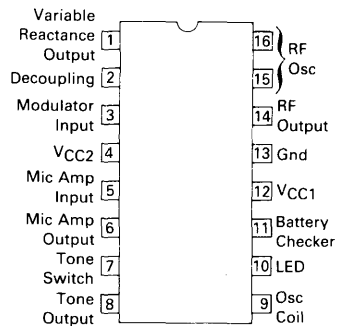 Variable
Reactance
Output
1
Decoupling 2
Modulator
Input
3
VCC2 4
Mic Amp
Input
5
Mic Amp
Output
6
Tone
Switch
7
Tone
Output
8
16
15
RF
Osc
14 RF
Output
13 Gnd
12 VCC1
11 Battery
Checker
10 LED
9 Osc
Coil